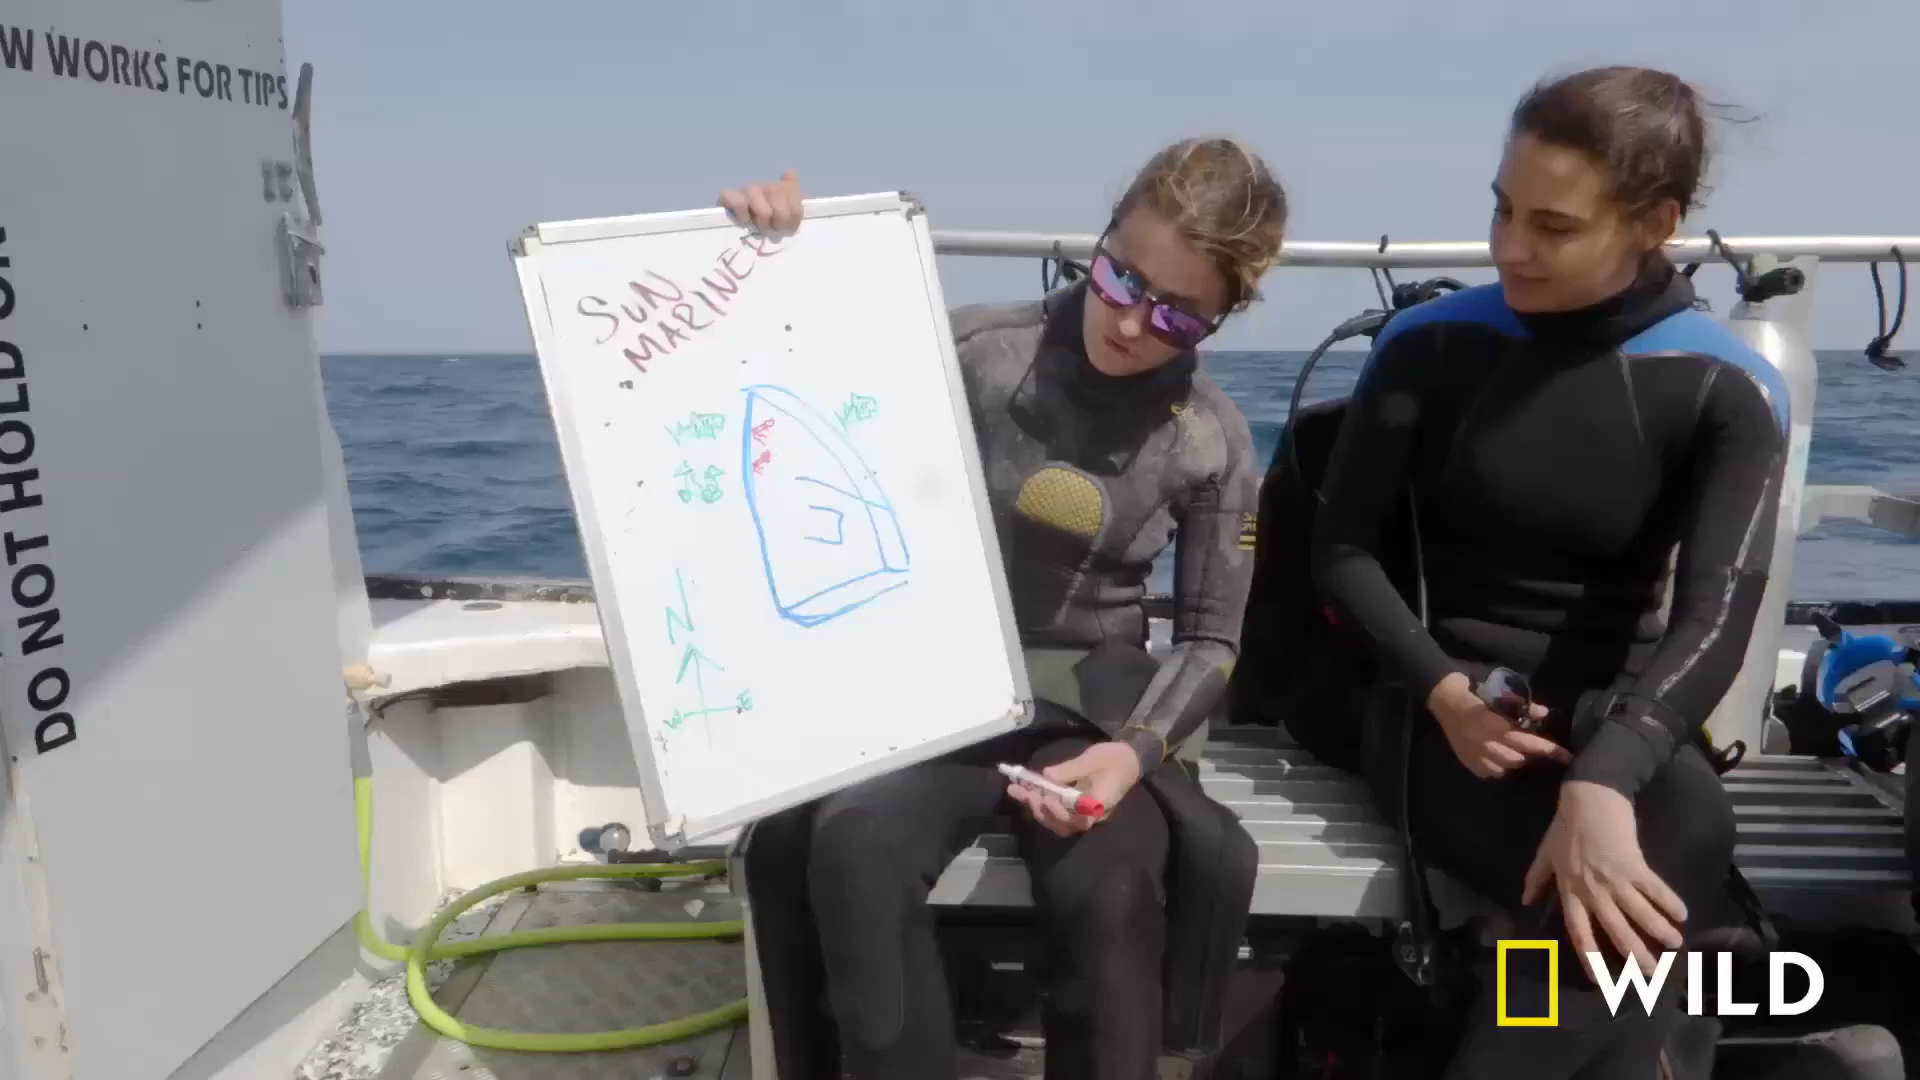 W WORKS FOR TIPS
DO NOT HOLD ON
SUN
MARINER
N
W E
WILD